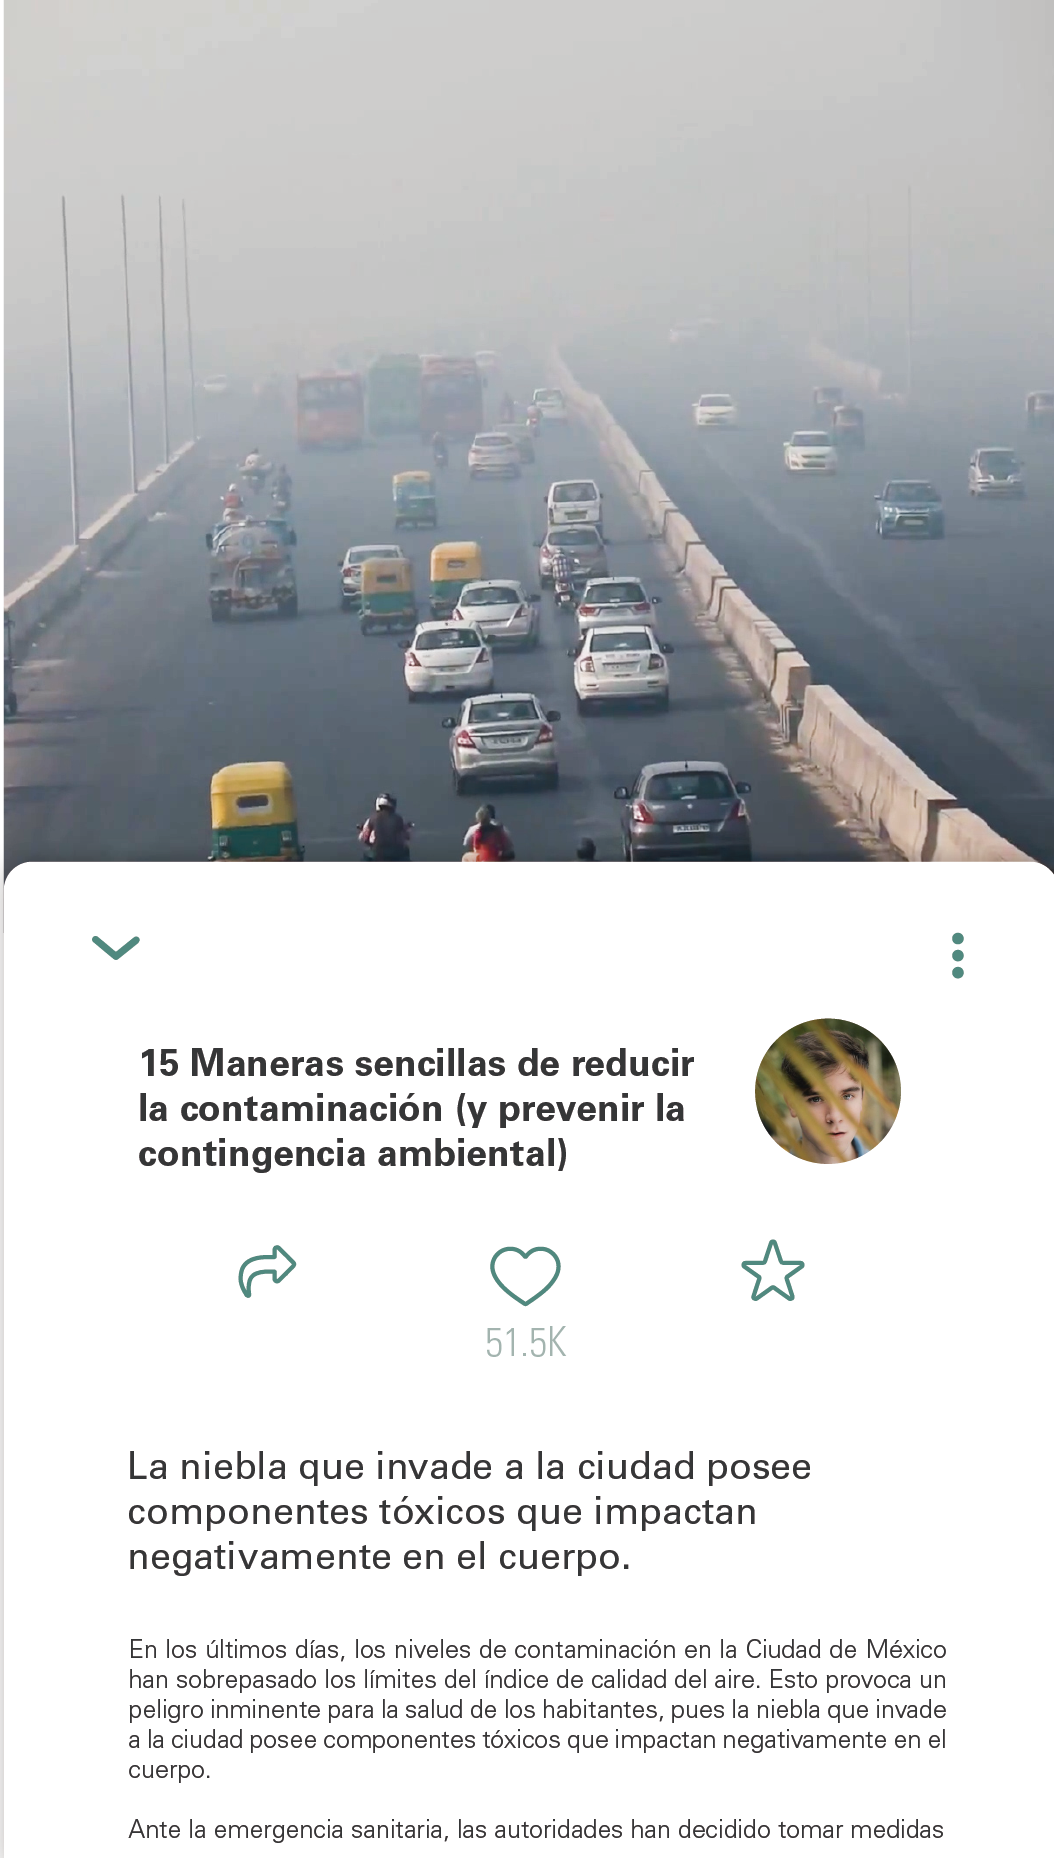 15 Maneras sencillas de reducir
la contaminación (y prevenir la
contingencia ambiental)
51.5K
La niebla que invade a la ciudad posee
componentes tóxicos que impactan
negativamente en el cuerpo.
En los últimos días, los niveles de contaminación en la Ciudad de México
han sobrepasado los límites del índice de calidad del aire. Esto provoca un
peligro inminente para la salud de los habitantes, pues la niebla que invade
a la ciudad posee componentes tóxicos que impactan negativamente en el
cuerpo.
Ante la emergencia sanitaria, las autoridades han decidido tomar medidas